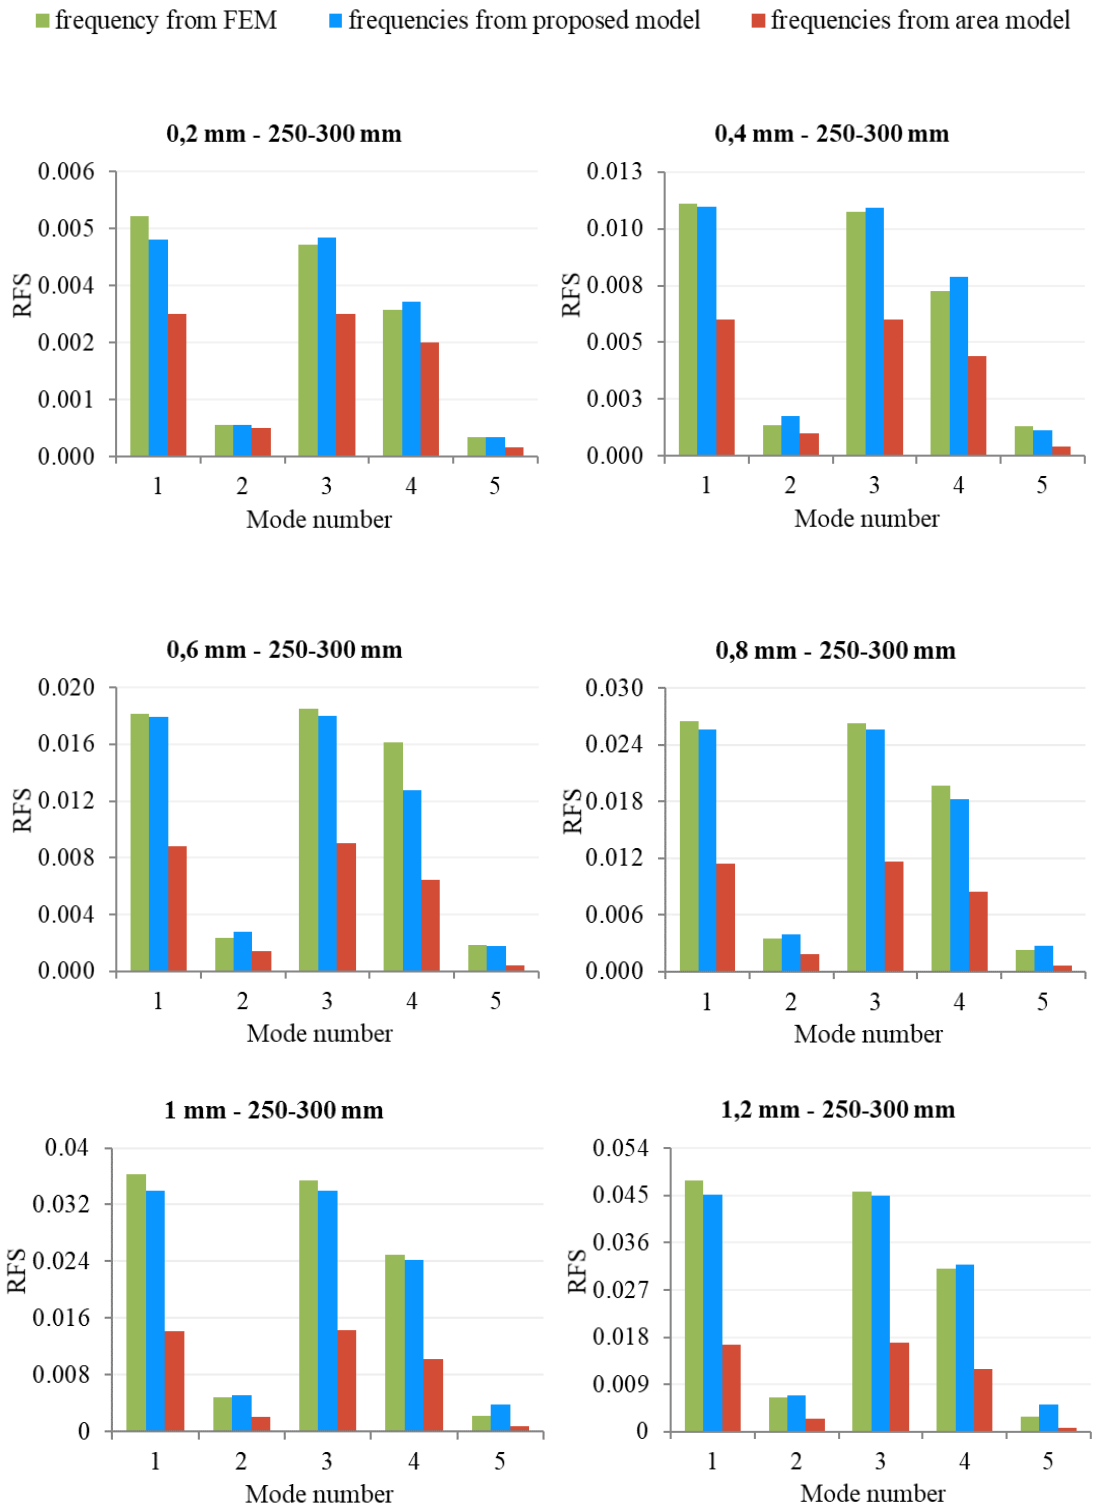 frequency from FEM frequencies from proposed model frequencies from area model
0,2 mm - 250-300 mm
0.006
0.005
0.004
0.002
0.001
0.000
RFS
1 2 3 4 5
Mode number
0,4 mm - 250-300 mm
0.013
0.010
0.008
0.005
0.003
0.000
RFS
1 2 3 4 5
Mode number
0,6 mm - 250-300 mm
0.020
0.016
0.012
0.008
0.004
0.000
RFS
1 2 3 4 5
Mode number
0,8 mm - 250-300 mm
0.030
0.024
0.018
0.012
0.006
0.000
RFS
1 2 3 4 5
Mode number
1 mm - 250-300 mm
0.04
0.032
0.024
0.016
0.008
0
RFS
1 2 3 4 5
Mode number
1,2 mm - 250-300 mm
0.054
0.045
0.036
0.027
0.018
0.009
0
RFS
1 2 3 4 5
Mode number